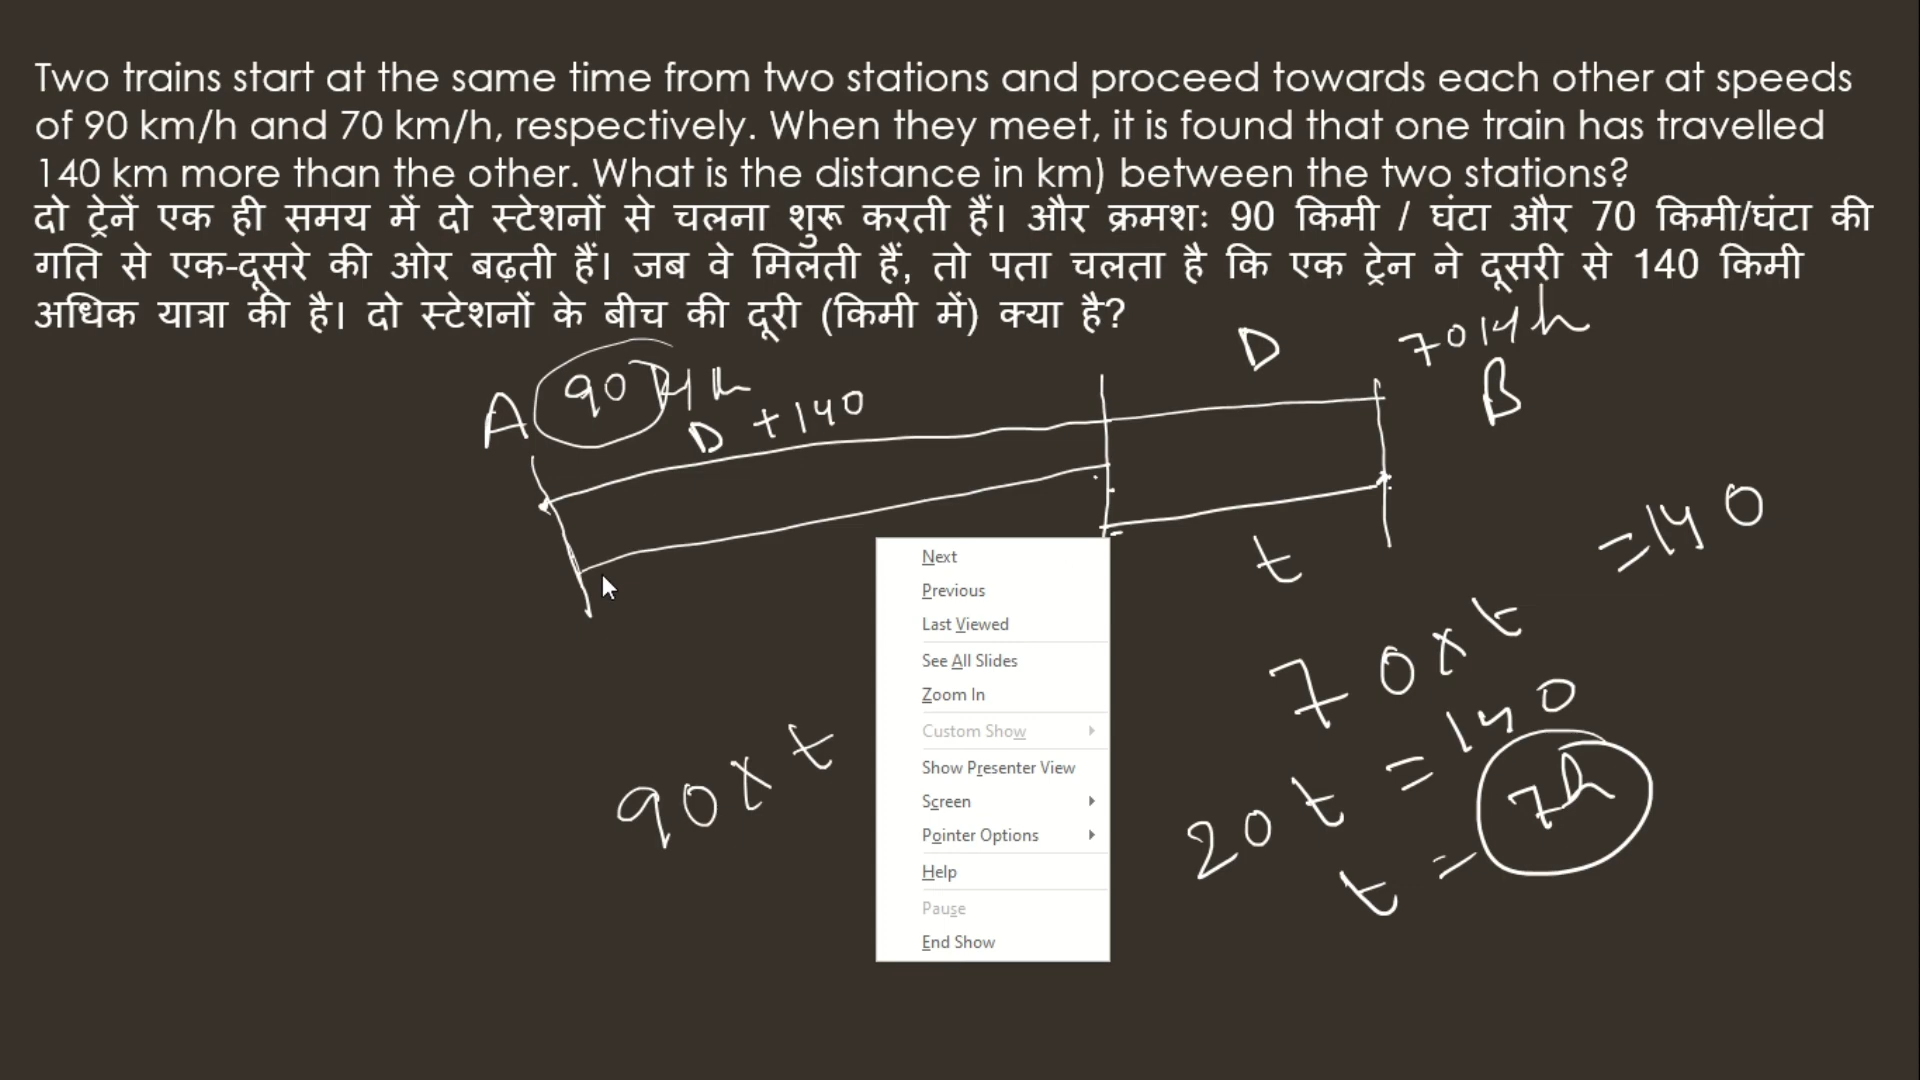 Two trains start at the same time from two stations and proceed towards each other at speeds
of 90 km/h and 70 km/h, respectively. When they meet, it is found that one train has travelled
140 km more than the other. What is the distance in km) between the two stations?
दो ट्रेनें एक ही समय में दो स्टेशनों से चलना शुरू करती हैं। और क्रमशः 90 किमी / घंटा और 70 किमी/घंटा की
गति से एक-दूसरे की ओर बढ़ती हैं। जब वे मिलती हैं, तो पता चलता है कि एक ट्रेन ने दूसरी से 140 किमी
अधिक यात्रा की है। दो स्टेशनों के बीच की दूरी (किमी में) क्या है?
D
A 90
B
D + 140
t
= 140
Next
Previous
Last Viewed
See All Slides
Zoom In
Custom Show
Show Presenter View
Screen
Pointer Options
Help
Pause
End Show
90 x t
70 x t
20 t = 140
t = 7h